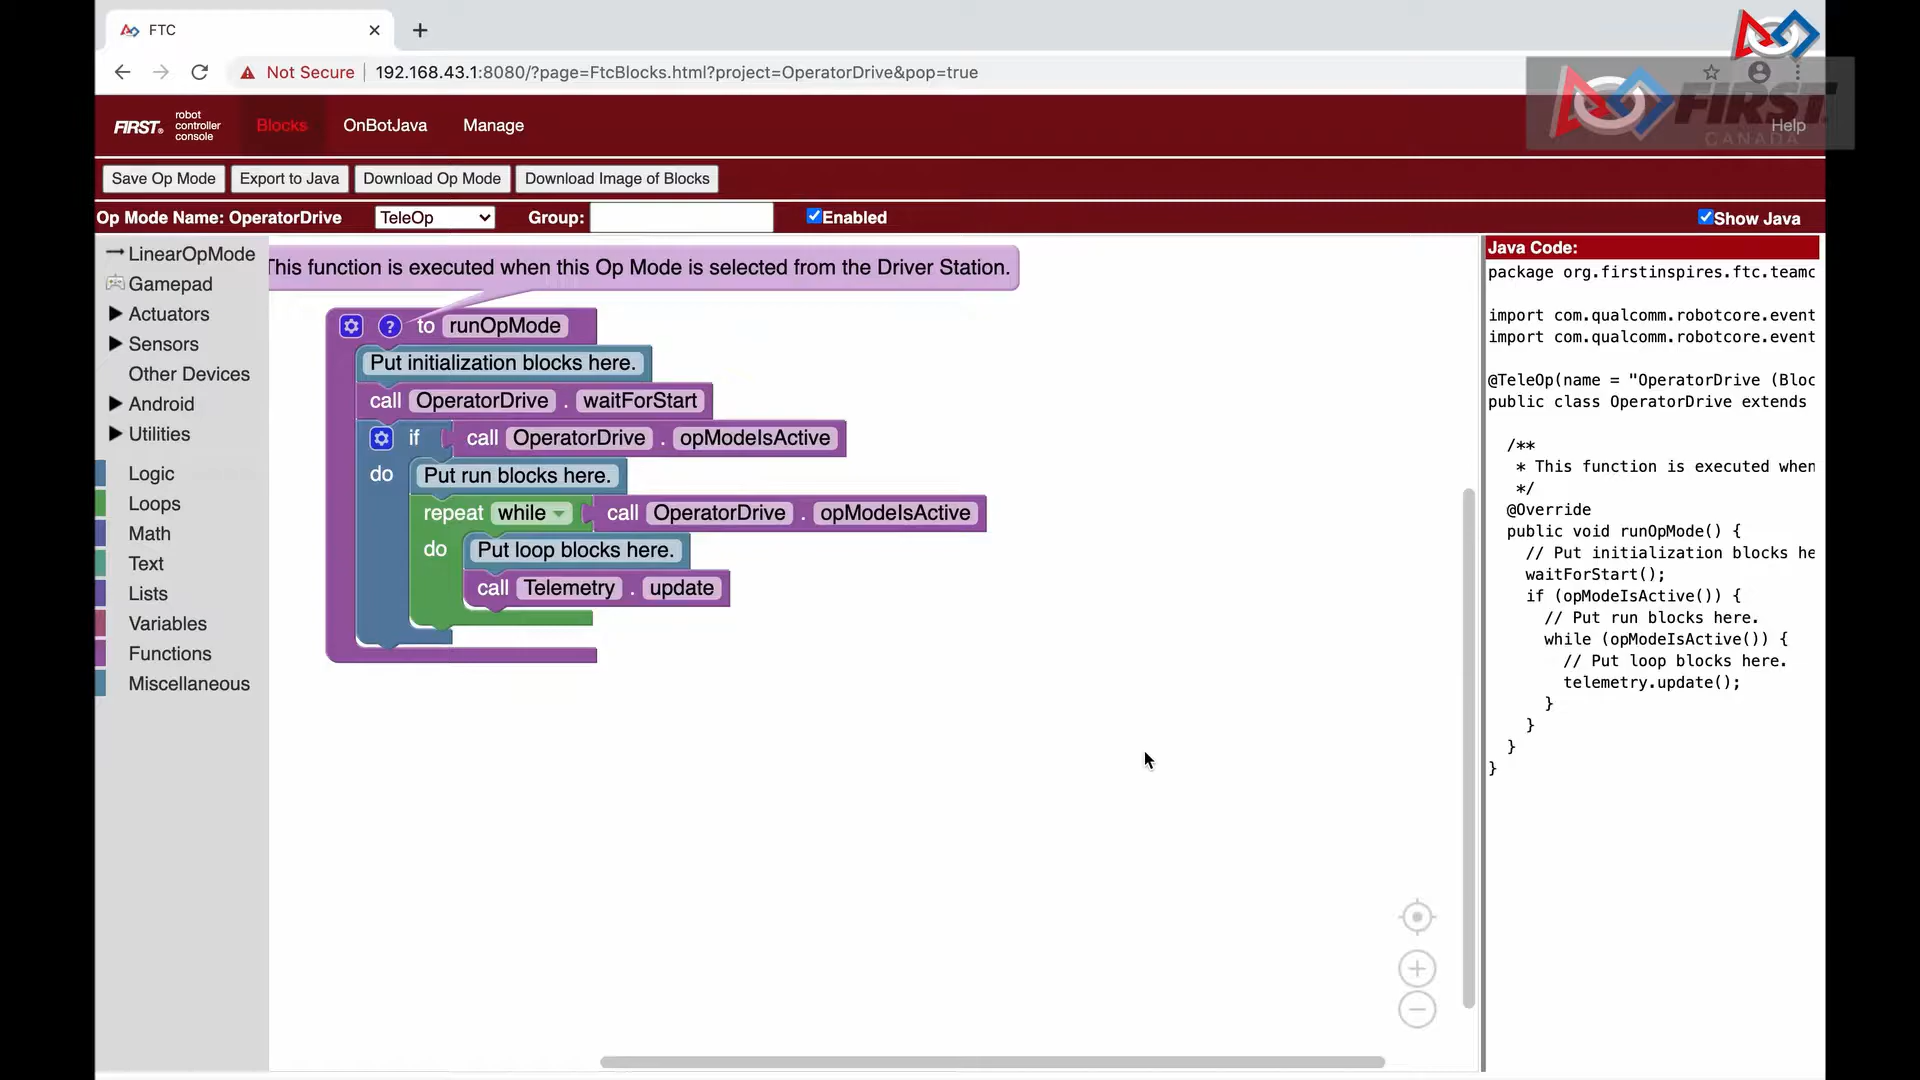 FTC
Not Secure 192.168.43.1:8080/?page=FtcBlocks.html?project=OperatorDrive&pop=true
FIRST. robot controller console Blocks OnBotJava Manage Help
FIRST.
CANADA
Save Op Mode Export to Java Download Op Mode Download Image of Blocks
Op Mode Name: OperatorDrive TeleOp Group: Enabled Show Java
LinearOpMode
Gamepad
Actuators
Sensors
Other Devices
Android
Utilities
Logic
Loops
Math
Text
Lists
Variables
Functions
Miscellaneous
This function is executed when this Op Mode is selected from the Driver Station.
? to runOpMode
Put initialization blocks here.
call OperatorDrive . waitForStart
if call OperatorDrive . opModeIsActive
do Put run blocks here.
repeat while call OperatorDrive . opModeIsActive
do Put loop blocks here.
call Telemetry . update
Java Code:
package org.firstinspires.ftc.teamc
import com.qualcomm.robotcore.event
import com.qualcomm.robotcore.event
@TeleOp(name = "OperatorDrive (Bloc
public class OperatorDrive extends
/**
* This function is executed when
*/
@Override
public void runOpMode() {
// Put initialization blocks he
waitForStart();
if (opModeIsActive()) {
// Put run blocks here.
while (opModeIsActive()) {
// Put loop blocks here.
telemetry.update();
}
}
}
}